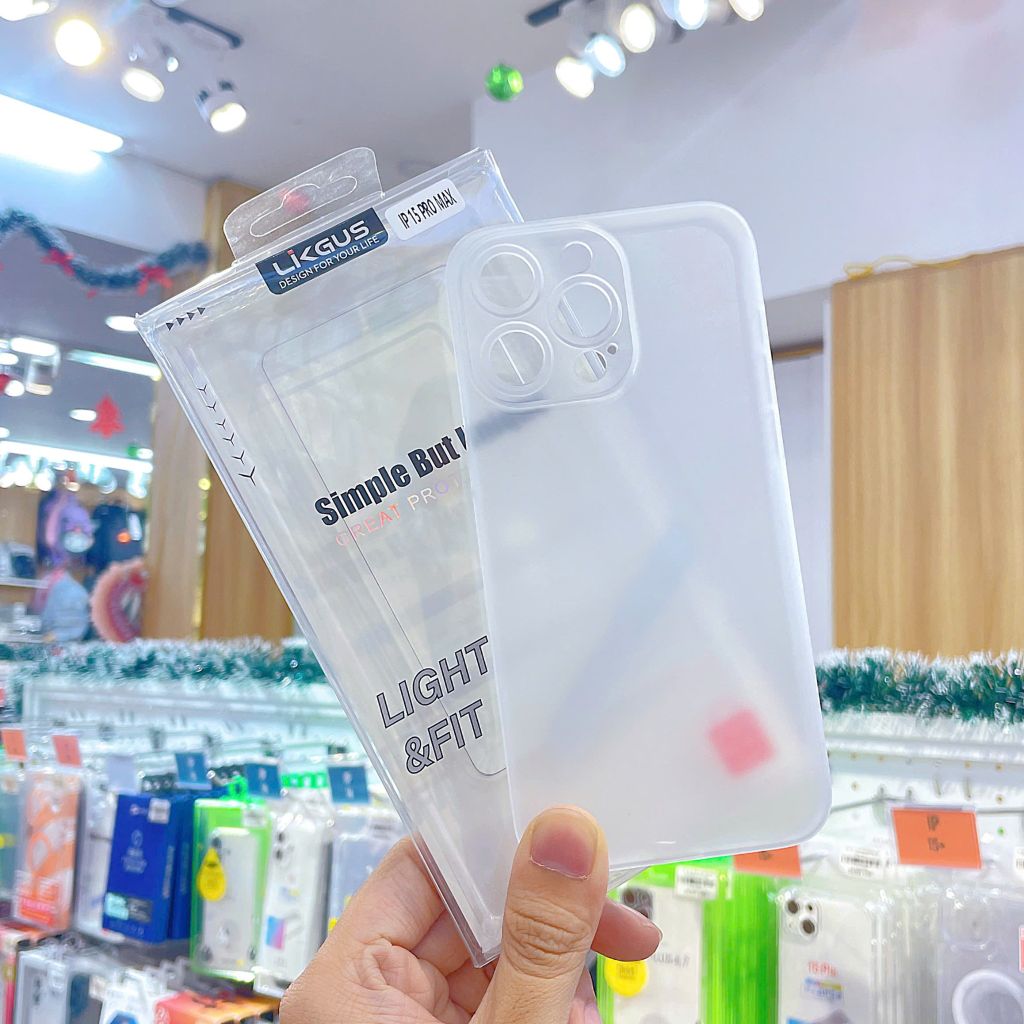 LIKGUS
DESIGN FOR YOUR LIFE
IP 15 PRO MAX
Simple But
GREAT PROT
LIGHT
&FIT
IP
15+